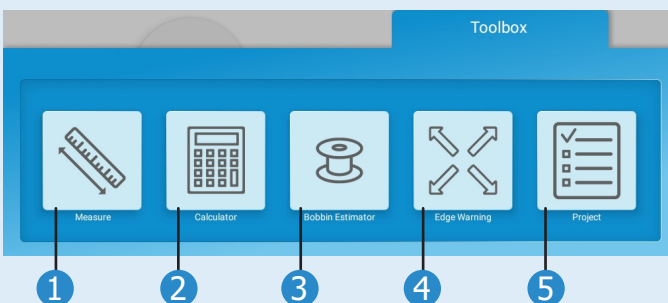 Toolbox
Measure
Calculator
Bobbin Estimator
Edge Warning
Project
1
2
3
4
5